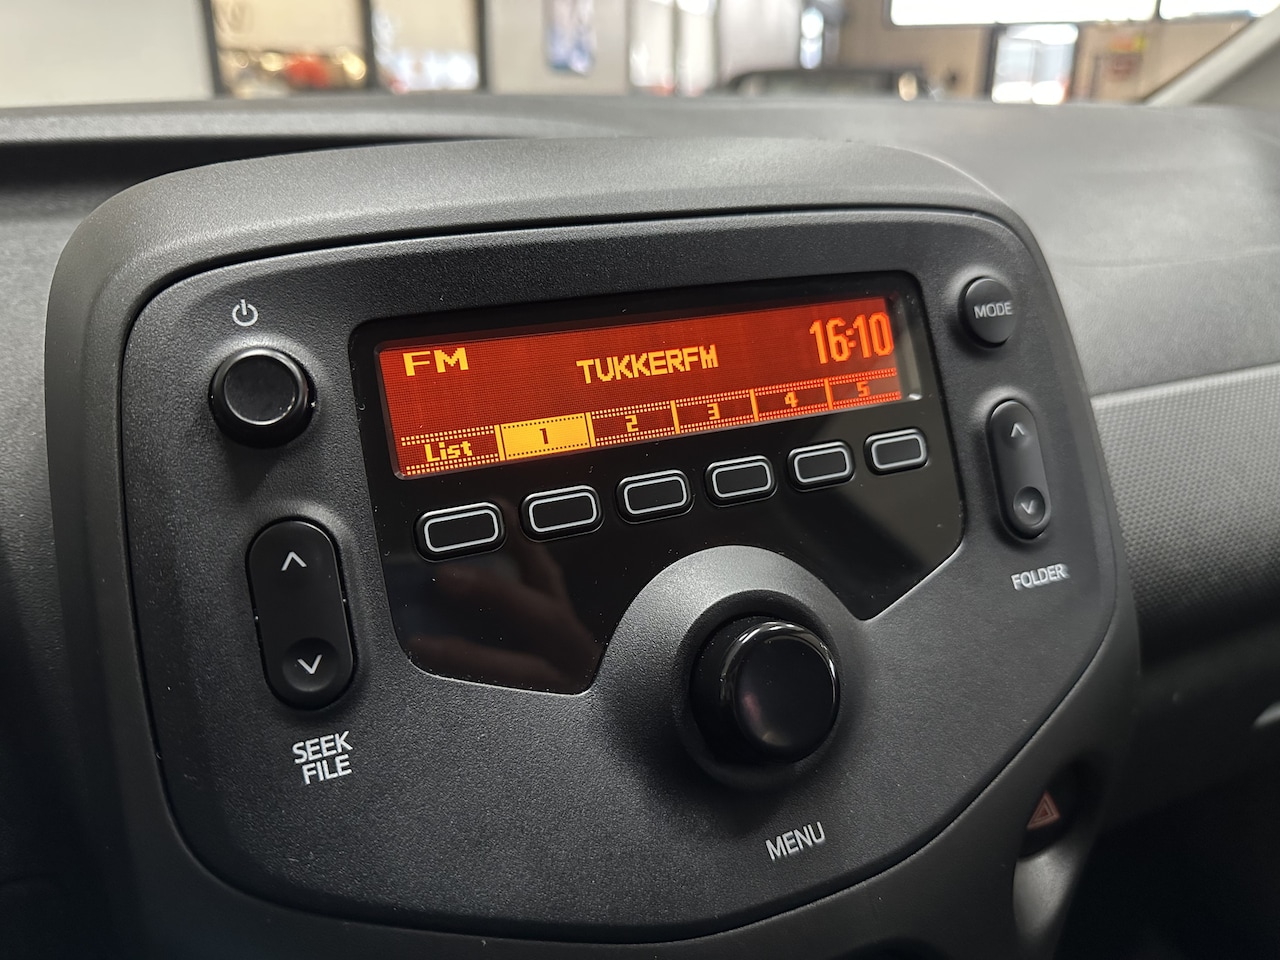 FM
TUKKERFM
16:10
List
1
2
3
4
5
MODE
SEEK
FILE
FOLDER
MENU